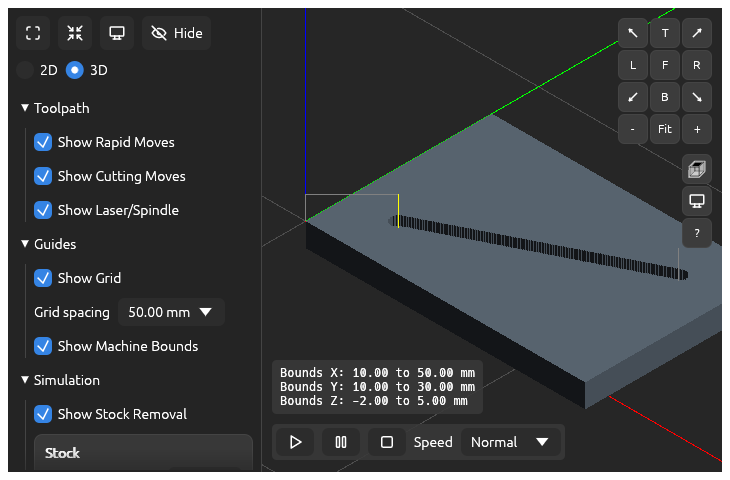 Hide
2D 3D
Toolpath
Show Rapid Moves
Show Cutting Moves
Show Laser/Spindle
Guides
Show Grid
Grid spacing 50.00 mm
Show Machine Bounds
Simulation
Show Stock Removal
Stock
T
L F R
B
- Fit +
?
Bounds X: 10.00 to 50.00 mm
Bounds Y: 10.00 to 30.00 mm
Bounds Z: -2.00 to 5.00 mm
Speed Normal